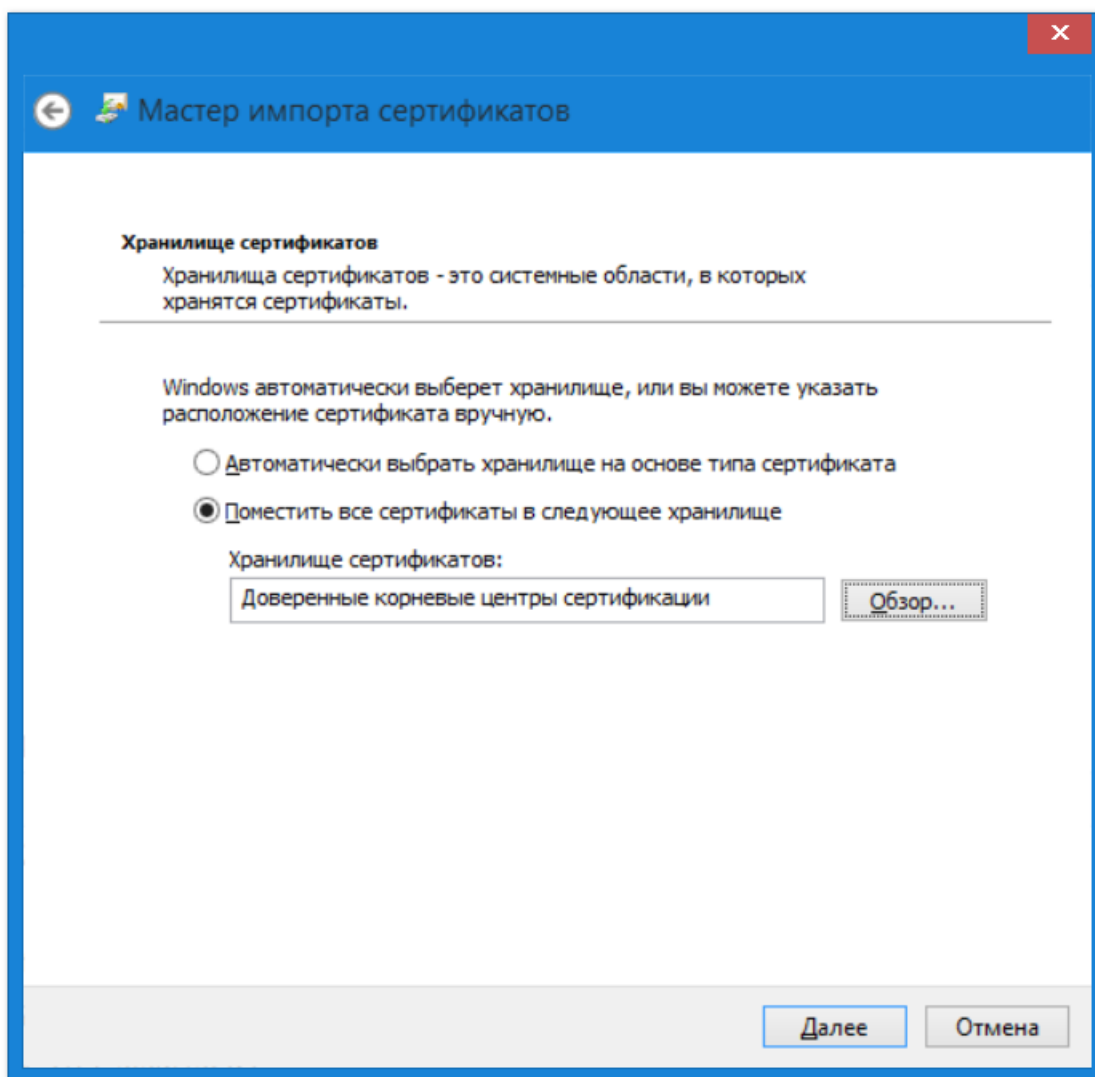 Мастер импорта сертификатов
Хранилище сертификатов
Хранилища сертификатов - это системные области, в которых
хранятся сертификаты.
Windows автоматически выберет хранилище, или вы можете указать
расположение сертификата вручную.
Автоматически выбрать хранилище на основе типа сертификата
Поместить все сертификаты в следующее хранилище
Хранилище сертификатов:
Доверенные корневые центры сертификации
Обзор...
Далее
Отмена